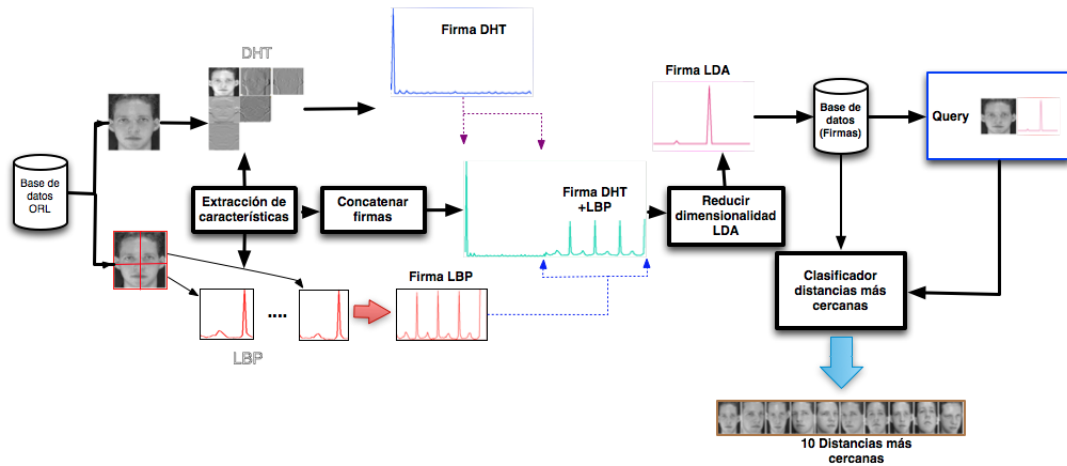 DHT
Firma DHT
Firma LDA
Base de
datos
(Firmas)
Query
Base de
datos
ORL
Extracción de
características
Concatenar
firmas
Firma DHT
+LBP
Reducir
dimensionalidad
LDA
Clasificador
distancias más
cercanas
Firma LBP
....
LBP
10 Distancias más
cercanas